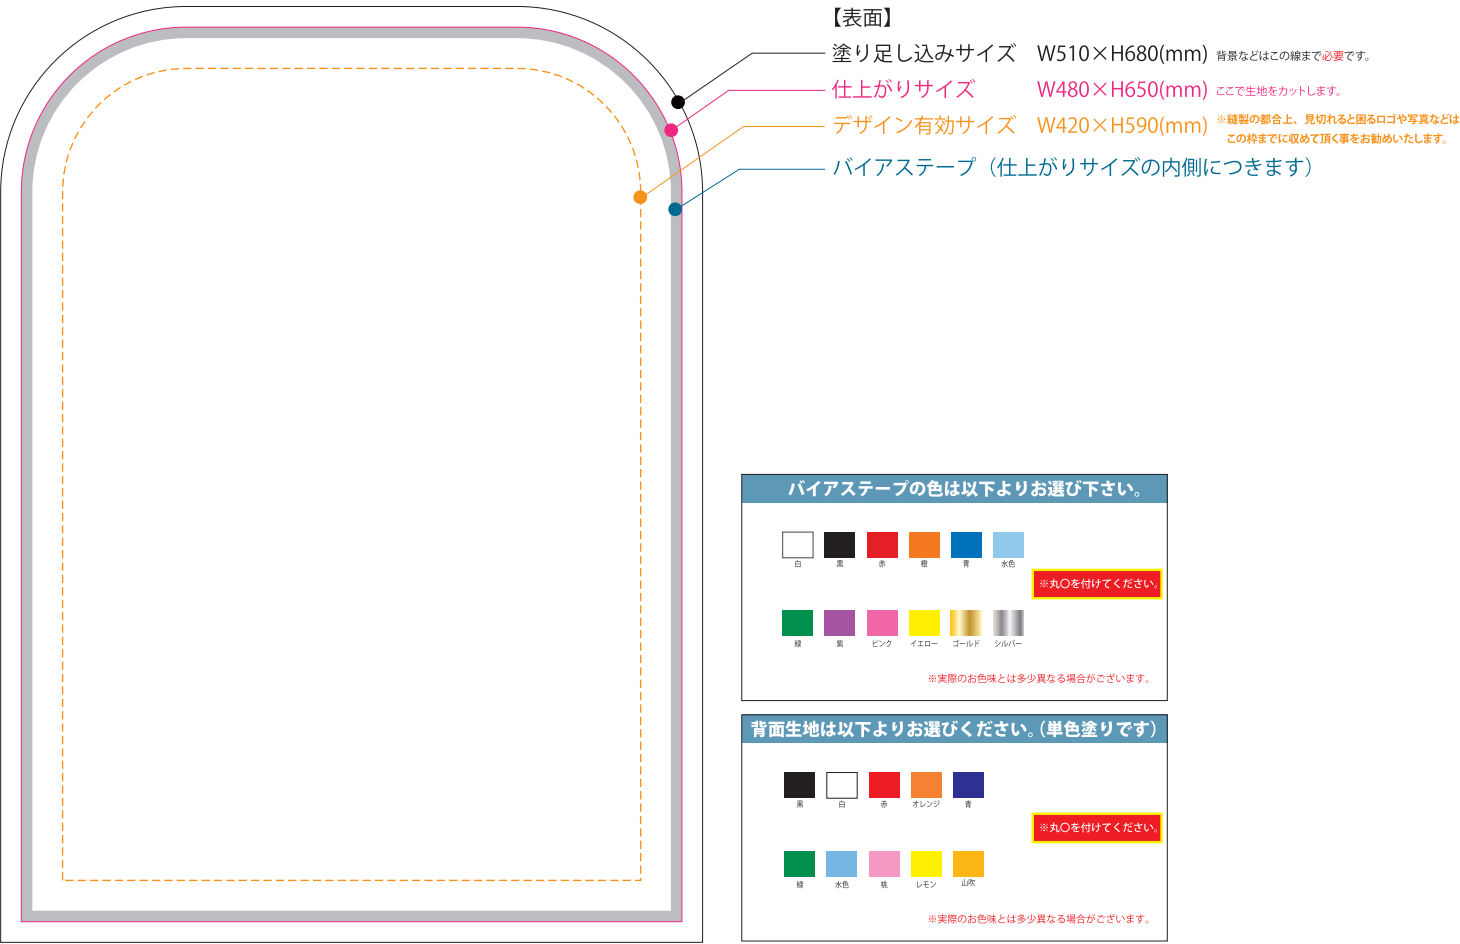 【表面】
塗り足し込みサイズ　W510×H680(mm) 背景などはこの線まで必要です。
仕上がりサイズ　W480×H650(mm) ここで生地をカットします。
デザイン有効サイズ　W420×H590(mm) ※縫製の都合上、見切れると困るロゴや写真などは
この枠までに収めて頂く事をお勧めいたします。
バイアステープ（仕上がりサイズの内側につきます）
バイアステープの色は以下よりお選び下さい。
白 黒 赤 橙 青 水色
※丸〇を付けてください。
緑 紫 ピンク イエロー ゴールド シルバー
※実際のお色味とは多少異なる場合がございます。
背面生地は以下よりお選びください。（単色塗りです）
黒 白 赤 オレンジ 青
※丸〇を付けてください。
緑 水色 桃 レモン 山吹
※実際のお色味とは多少異なる場合がございます。